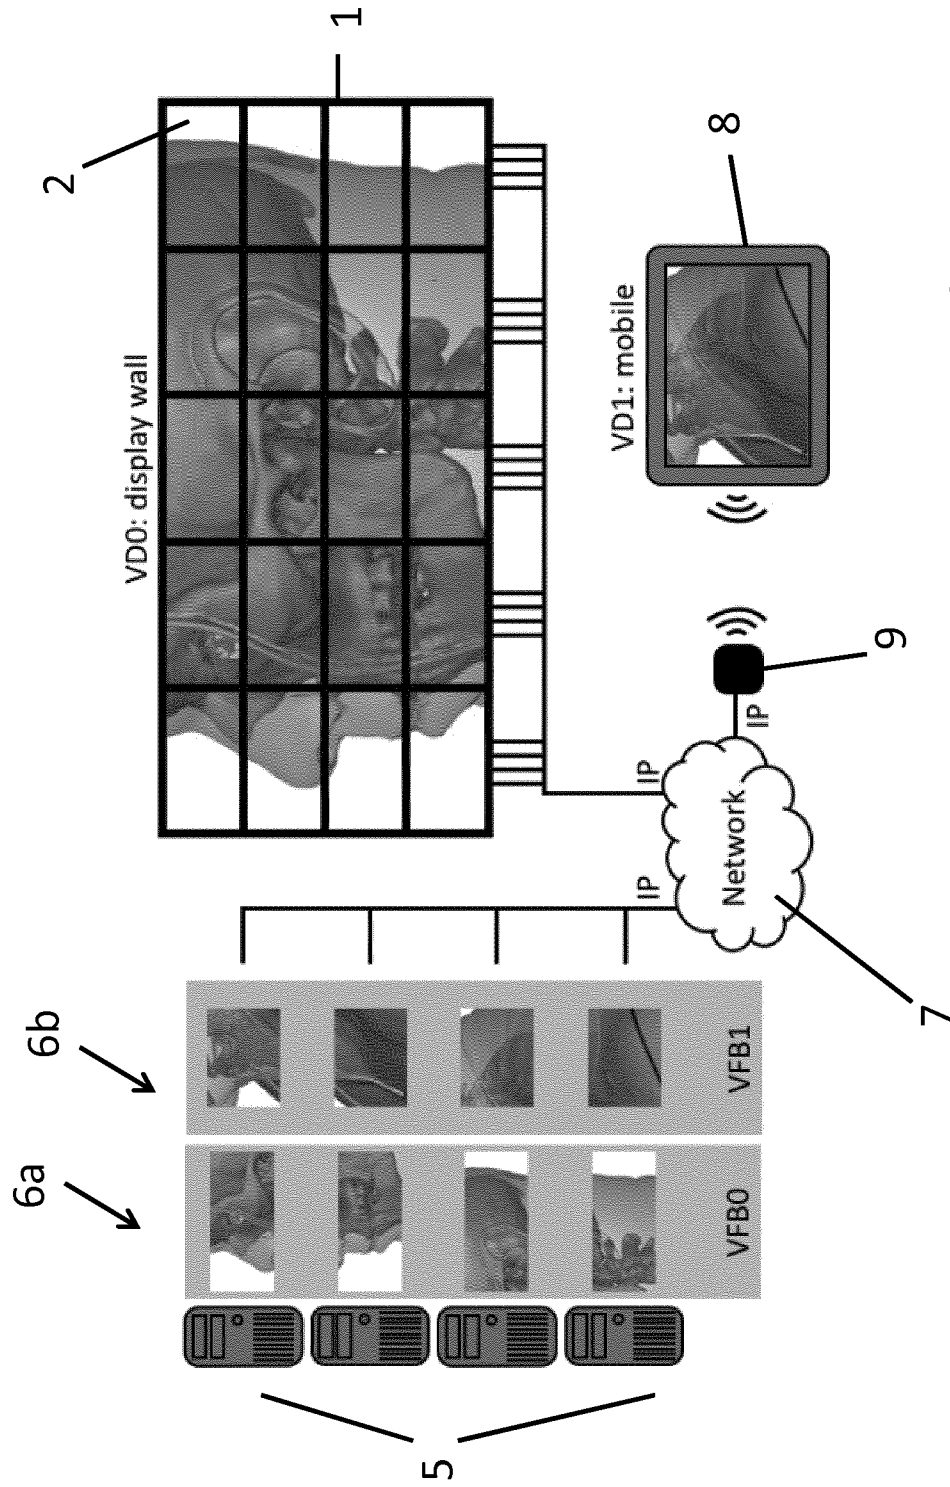 6a
6b
2
VD0: display wall
1
5
VD1: mobile
IP
IP
8
VFB0
VFB1
Network
IP
9
7